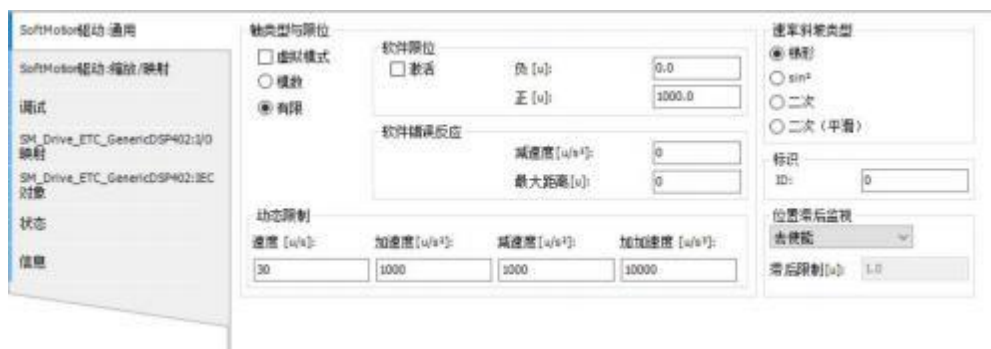 SoftMotion驱动:通用
SoftMotion驱动:缩放/映射
调试
SM_Drive_ETC_GenericDSP402:I/O
映射
SM_Drive_ETC_GenericDSP402:IEC
对象
状态
信息
轴类型与限位
虚拟模式
模数
有限
软件限位
激活
负 [u]:
0.0
正 [u]:
1000.0
软件错误反应
减速度[u/s²]:
0
最大距离[u]:
0
动态限制
速度 [u/s]:
加速度[u/s²]:
减速度[u/s²]:
加加速度 [u/s³]:
30
1000
1000
10000
速率斜坡类型
梯形
sin²
二次
二次（平滑）
标识
ID:
0
位置滞后监视
去使能
滞后限制[u]:
1.0